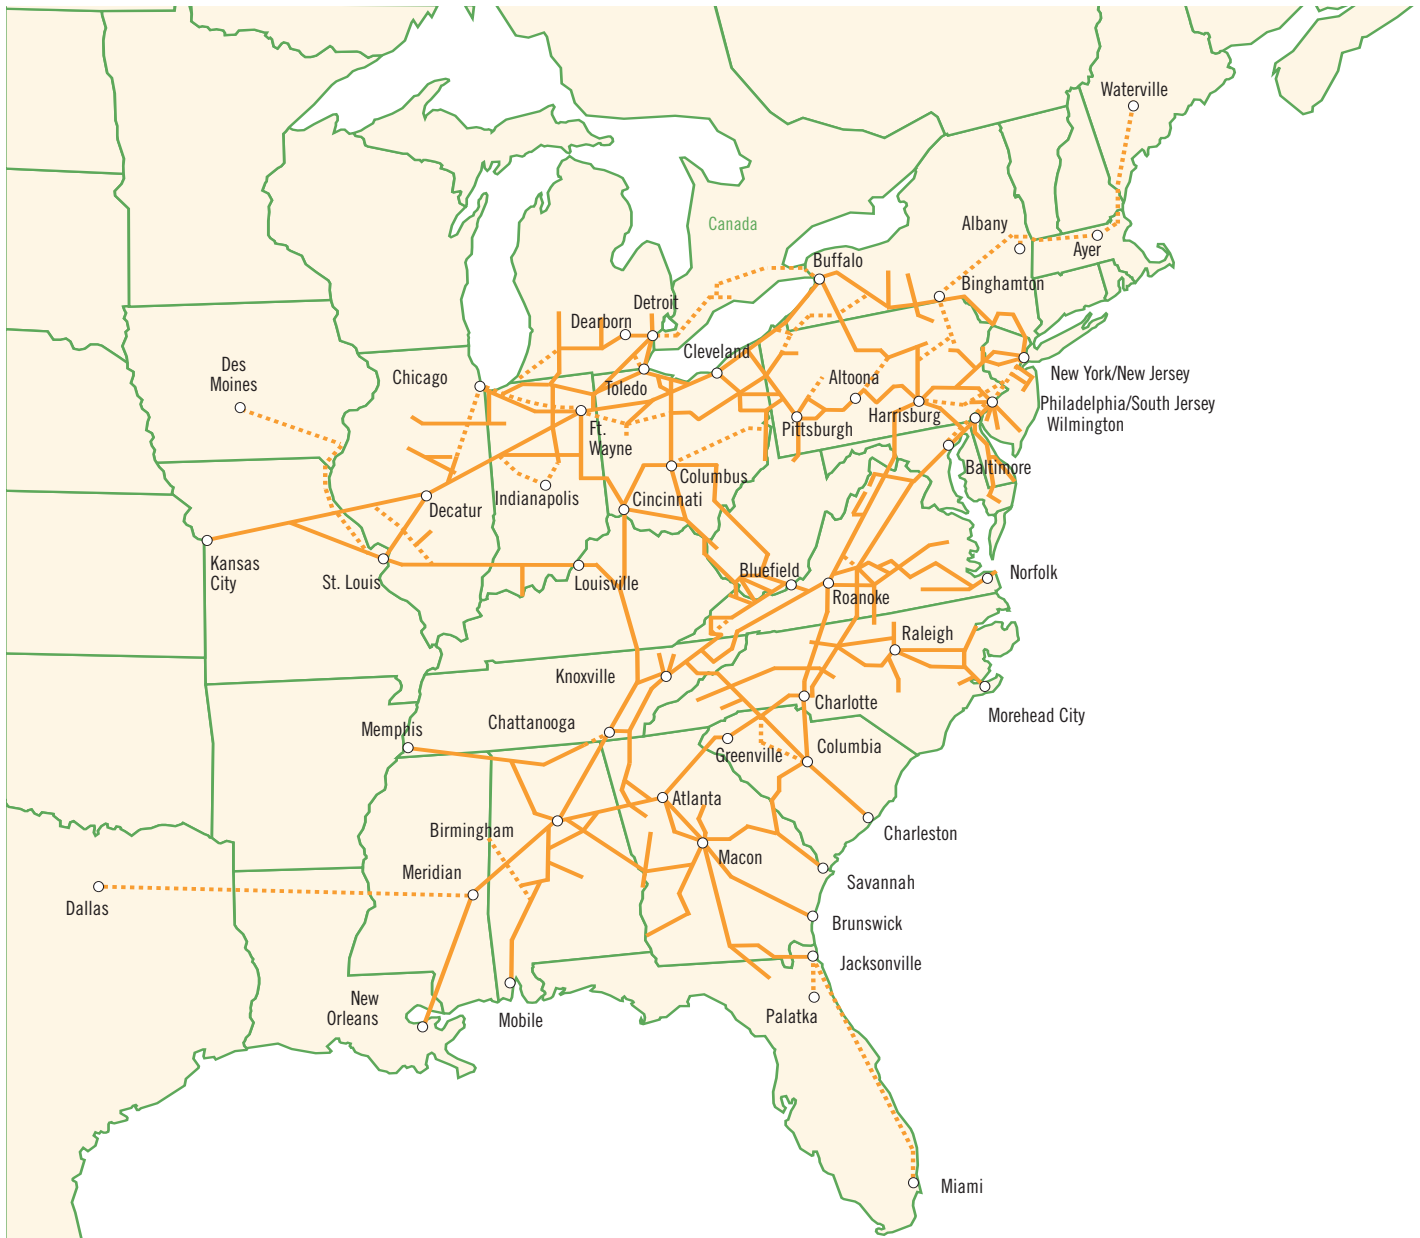 Waterville
Canada
Albany
Ayer
Buffalo
Binghamton
Detroit
Dearborn
Cleveland
Des
Moines
Chicago
Toledo
Altoona
New York/New Jersey
Philadelphia/South Jersey
Wilmington
Harrisburg
Pittsburgh
Ft.
Wayne
Baltimore
Columbus
Indianapolis
Cincinnati
Decatur
Kansas
City
St. Louis
Louisville
Bluefield
Norfolk
Roanoke
Raleigh
Knoxville
Charlotte
Morehead City
Chattanooga
Memphis
Columbia
Greenville
Atlanta
Birmingham
Charleston
Macon
Meridian
Savannah
Dallas
Brunswick
Jacksonville
New
Orleans
Mobile
Palatka
Miami